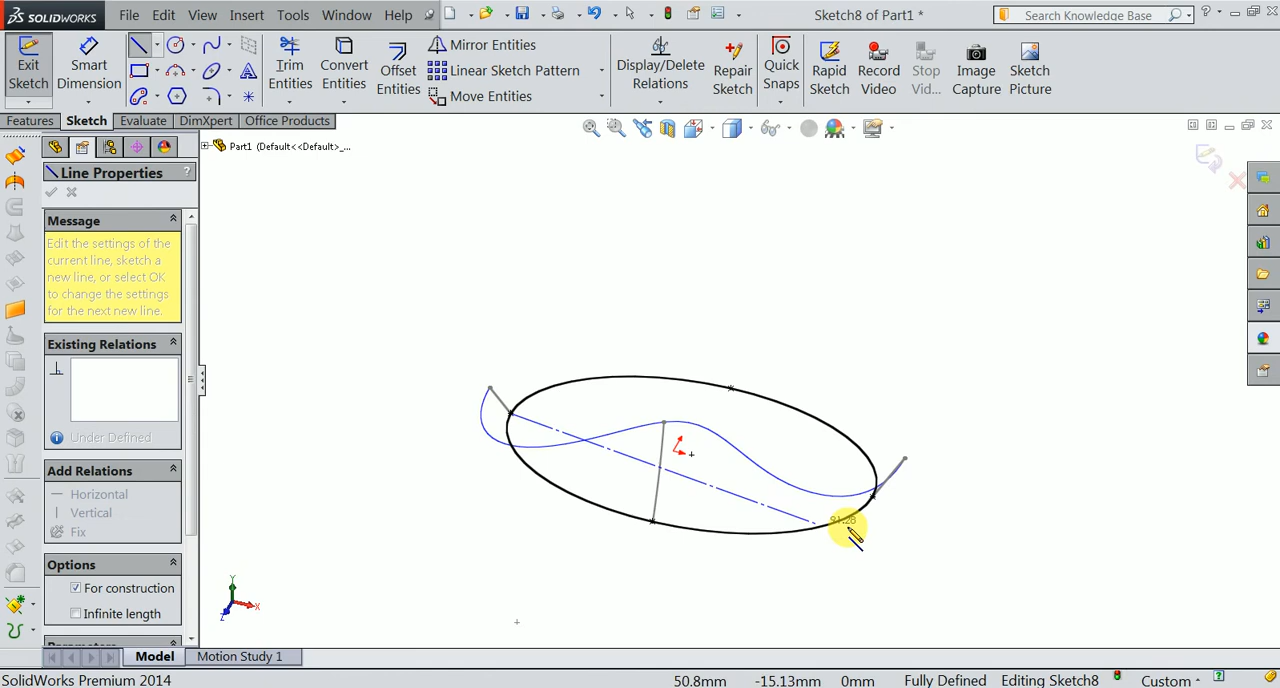 SOLIDWORKS
File Edit View Insert Tools Window Help
Sketch8 of Part1 *
Search Knowledge Base
Exit Sketch
Smart Dimension
Trim Entities
Convert Entities
Offset Entities
Mirror Entities
Linear Sketch Pattern
Move Entities
Display/Delete Relations
Repair Sketch
Quick Snaps
Rapid Sketch
Record Video
Stop Vid...
Image Capture
Sketch Picture
Features Sketch Evaluate DimXpert Office Products
Part1 (Default<<Default>_...
Line Properties ?
Message
Edit the settings of the
current line, sketch a
new line, or select OK
to change the settings
for the next new line.
Existing Relations
Under Defined
Add Relations
Horizontal
Vertical
Fix
Options
For construction
Infinite length
81.28
Y
X
Z
Model Motion Study 1
SolidWorks Premium 2014
50.8mm -15.13mm 0mm Fully Defined Editing Sketch8 Custom